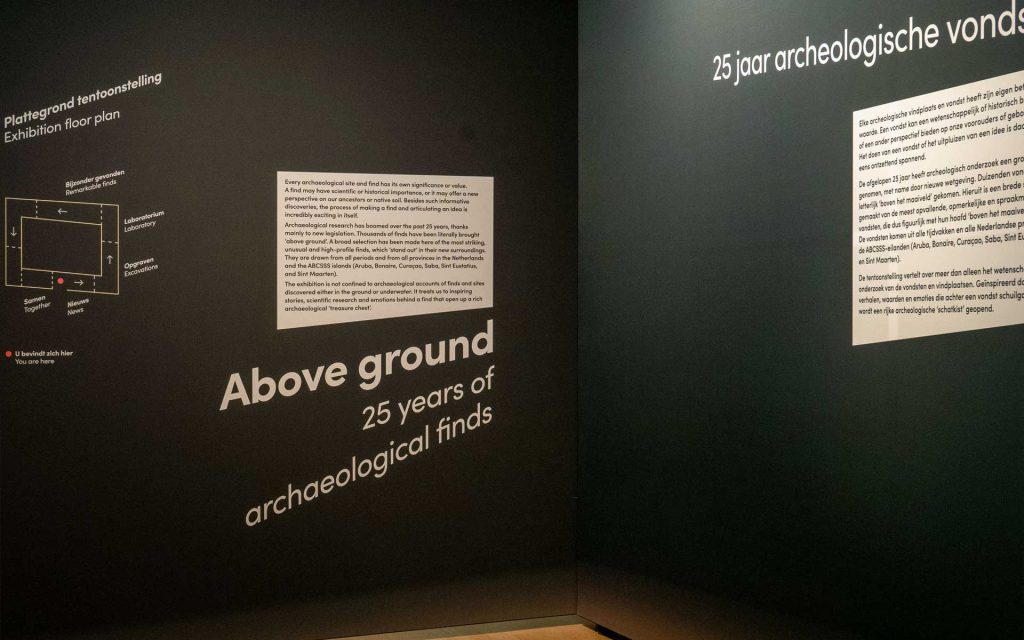 Plattegrond tentoonstelling
Exhibition floor plan
Bijzonder gevonden
Remarkable finds
Laboratorium
Laboratory
Opgraven
Excavations
Samen
Together
Nieuws
News
U bevindt zich hier
You are here
Every archaeological site and find has its own significance or value.
A find may have scientific or historical importance, or it may offer a new
perspective on our ancestors or native soil. Besides such informative
discoveries, the process of making a find and articulating an idea is
incredibly exciting in itself.
Archaeological research has boomed over the past 25 years, thanks
mainly to new legislation. Thousands of finds have been literally brought
'above ground'. A broad selection has been made here of the most striking,
unusual and high-profile finds, which 'stand out' in their new surroundings.
They are drawn from all periods and from all provinces in the Netherlands
and the ABCSSS islands (Aruba, Bonaire, Curaçao, Saba, Sint Eustatius,
and Sint Maarten).
The exhibition is not confined to archaeological accounts of finds and sites
discovered either in the ground or underwater. It treats us to inspiring
stories, scientific research and emotions behind a find that open up a rich
archaeological 'treasure chest'.
Above ground
25 years of
archaeological finds
25 jaar archeologische vonds
Elke archeologische vindplaats en vondst heeft zijn eigen bet
waarde. Een vondst kan een wetenschappelijk of historisch b
of een ander perspectief bieden op onze voorouders of gebo
Het doen van een vondst of het uitpluizen van een idee is dac
eens ontzettend spannend.
De afgelopen 25 jaar heeft archeologisch onderzoek een gro
genomen, met name door nieuwe wetgeving. Duizenden von
letterlijk 'boven het maaiveld' gekomen. Hieruit is een brede s
gemaakt van de meest opvallende, opmerkelijke en spraakm
vondsten, die dus figuurlijk met hun hoofd 'boven het maaive
De vondsten komen uit alle tijdvakken en alle Nederlandse pr
de ABCSSS-eilanden (Aruba, Bonaire, Curaçao, Saba, Sint Eu
en Sint Maarten).
De tentoonstelling vertelt over meer dan alleen het wetensch
onderzoek van de vondsten en vindplaatsen. Geïnspireerd do
verhalen, waarden en emoties die achter een vondst schuilga
wordt een rijke archeologische 'schatkist' geopend.